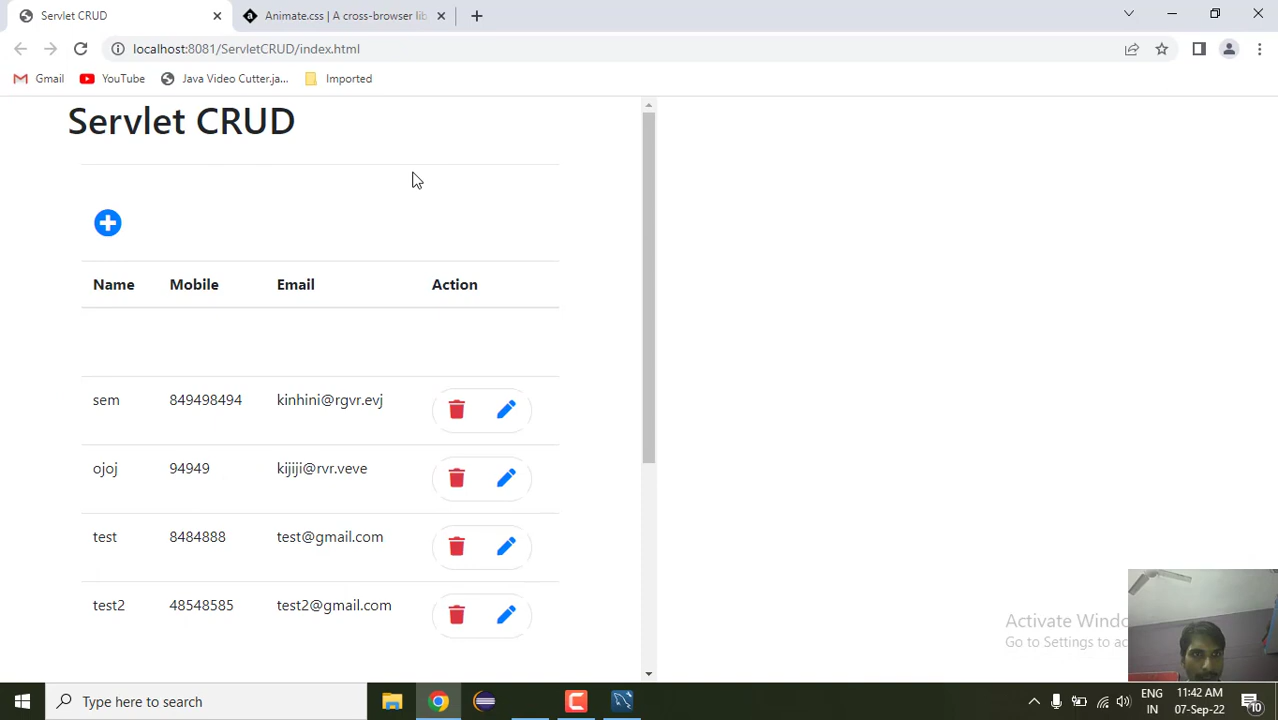 Servlet CRUD
Animate.css | A cross-browser lib
localhost:8081/ServletCRUD/index.html
Gmail
YouTube
Java Video Cutter.ja...
Imported
Servlet CRUD
Name Mobile Email Action
sem 849498494 kinhini@rgvr.evj
ojoj 94949 kijiji@rvr.veve
test 8484888 test@gmail.com
test2 48548585 test2@gmail.com
Activate Windo
Go to Settings to ac
Type here to search
ENG
IN
11:42 AM
07-Sep-22
10